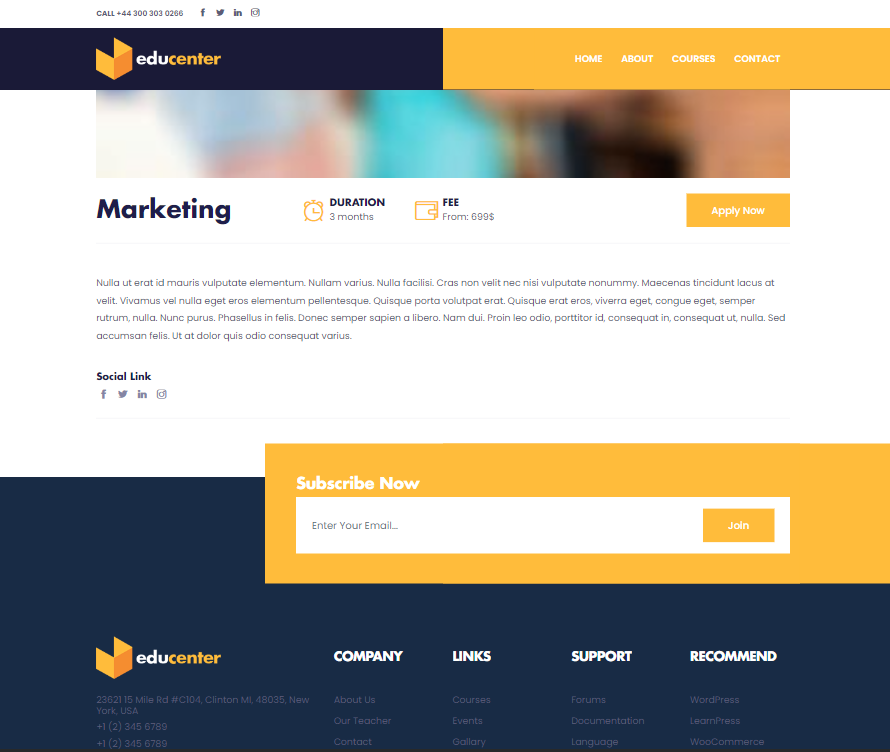 CALL +44 300 303 0266
educenter
HOME ABOUT COURSES CONTACT
Marketing
DURATION
3 months
FEE
From: 699$
Apply Now
Nulla ut erat id mauris vulputate elementum. Nullam varius. Nulla facilisi. Cras non velit nec nisi vulputate nonummy. Maecenas tincidunt lacus at
velit. Vivamus vel nulla eget eros elementum pellentesque. Quisque porta volutpat erat. Quisque erat eros, viverra eget, congue eget, semper
rutrum, nulla. Nunc purus. Phasellus in felis. Donec semper sapien a libero. Nam dui. Proin leo odio, porttitor id, consequat in, consequat ut, nulla. Sed
accumsan felis. Ut at dolor quis odio consequat varius.
Social Link
Subscribe Now
Enter Your Email...
Join
educenter
23621 15 Mile Rd #C104, Clinton MI, 48035, New
York, USA
+1 (2) 345 6789
+1 (2) 345 6789
COMPANY
About Us
Our Teacher
Contact
LINKS
Courses
Events
Gallary
SUPPORT
Forums
Documentation
Language
RECOMMEND
WordPress
LearnPress
WooCommerce